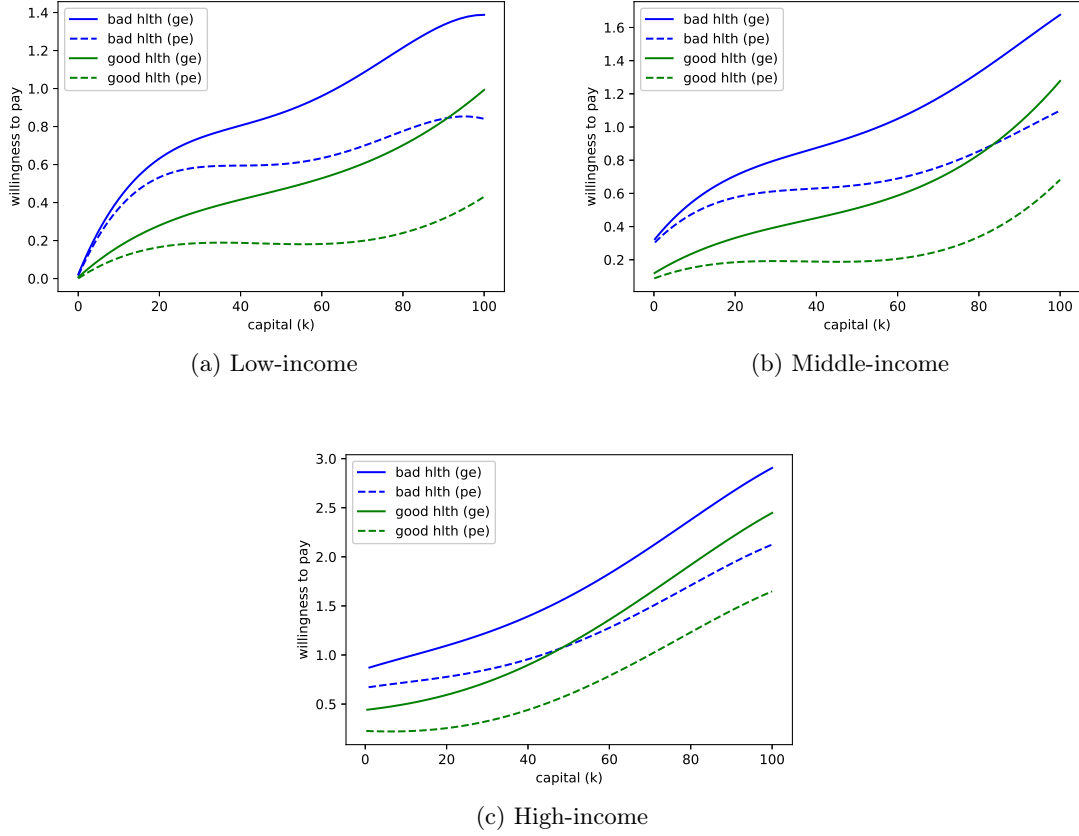 1.4
1.2
1.0
0.8
0.6
0.4
0.2
0.0
willingness to pay
bad hlth (ge)
bad hlth (pe)
good hlth (ge)
good hlth (pe)
0 20 40 60 80 100
capital (k)
(a) Low-income
1.6
1.4
1.2
1.0
0.8
0.6
0.4
0.2
willingness to pay
bad hlth (ge)
bad hlth (pe)
good hlth (ge)
good hlth (pe)
0 20 40 60 80 100
capital (k)
(b) Middle-income
3.0
2.5
2.0
1.5
1.0
0.5
willingness to pay
bad hlth (ge)
bad hlth (pe)
good hlth (ge)
good hlth (pe)
0 20 40 60 80 100
capital (k)
(c) High-income